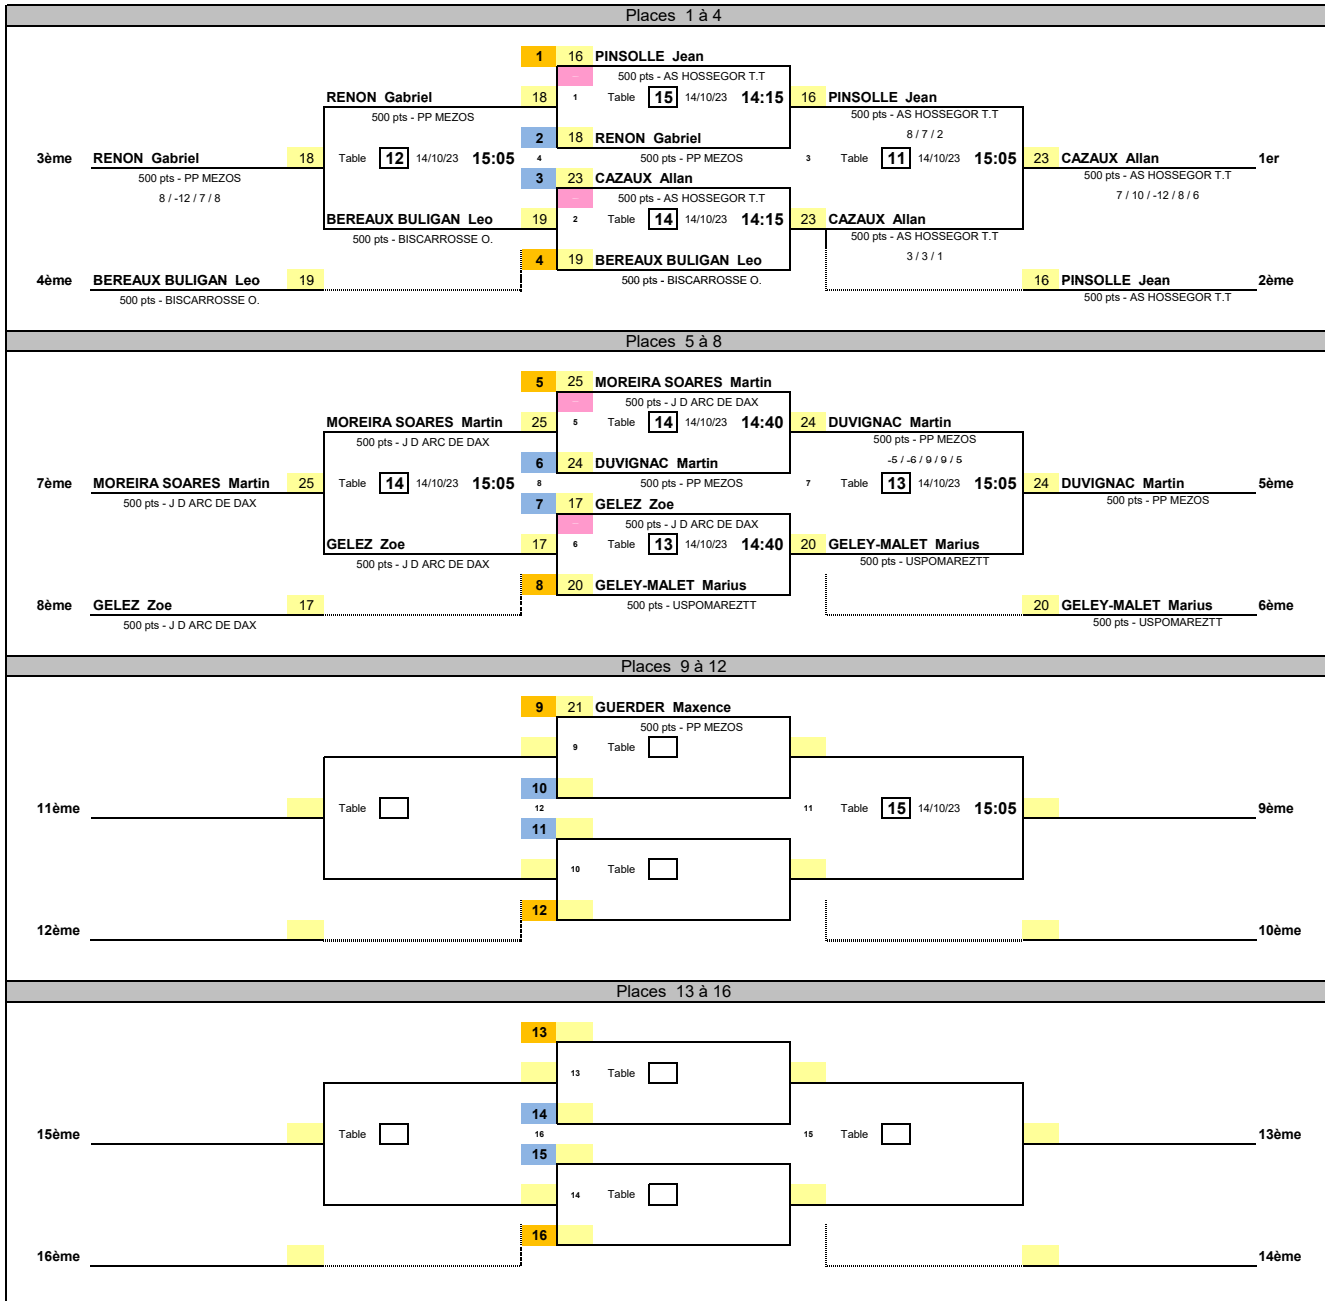 Places 1 à 4
1 16 PINSOLLE Jean
500 pts - AS HOSSEGOR T.T
RENON Gabriel 18 1 Table 15 14/10/23 14:15 16 PINSOLLE Jean
500 pts - PP MEZOS 500 pts - AS HOSSEGOR T.T
8 / 7 / 2
2 18 RENON Gabriel
3ème RENON Gabriel 18 Table 12 14/10/23 15:05 4 500 pts - PP MEZOS 3 Table 11 14/10/23 15:05 23 CAZAUX Allan 1er
500 pts - PP MEZOS 3 23 CAZAUX Allan 500 pts - AS HOSSEGOR T.T
8 / -12 / 7 / 8 500 pts - AS HOSSEGOR T.T 7 / 10 / -12 / 8 / 6
BEREAUX BULIGAN Leo 19 2 Table 14 14/10/23 14:15 23 CAZAUX Allan
500 pts - BISCARROSSE O. 500 pts - AS HOSSEGOR T.T
4 19 BEREAUX BULIGAN Leo 3 / 3 / 1
4ème BEREAUX BULIGAN Leo 19 500 pts - BISCARROSSE O. 16 PINSOLLE Jean 2ème
500 pts - BISCARROSSE O. 500 pts - AS HOSSEGOR T.T
Places 5 à 8
5 25 MOREIRA SOARES Martin
500 pts - J D ARC DE DAX
MOREIRA SOARES Martin 25 5 Table 14 14/10/23 14:40 24 DUVIGNAC Martin
500 pts - J D ARC DE DAX 500 pts - PP MEZOS
6 24 DUVIGNAC Martin -5 / -6 / 9 / 9 / 5
7ème MOREIRA SOARES Martin 25 Table 14 14/10/23 15:05 8 500 pts - PP MEZOS 7 Table 13 14/10/23 15:05 24 DUVIGNAC Martin 5ème
500 pts - J D ARC DE DAX 7 17 GELEZ Zoe 500 pts - PP MEZOS
500 pts - J D ARC DE DAX
GELEZ Zoe 17 6 Table 13 14/10/23 14:40 20 GELEY-MALET Marius
500 pts - J D ARC DE DAX 500 pts - USPOMAREZTT
8 20 GELEY-MALET Marius
8ème GELEZ Zoe 17 500 pts - USPOMAREZTT 20 GELEY-MALET Marius 6ème
500 pts - J D ARC DE DAX 500 pts - USPOMAREZTT
Places 9 à 12
9 21 GUERDER Maxence
500 pts - PP MEZOS
9 Table
10
11ème Table 12 11 Table 15 14/10/23 15:05 9ème
11
10 Table
12
12ème 10ème
Places 13 à 16
13
13 Table
14
15ème Table 16 15 Table 13ème
15
14 Table
16
16ème 14ème